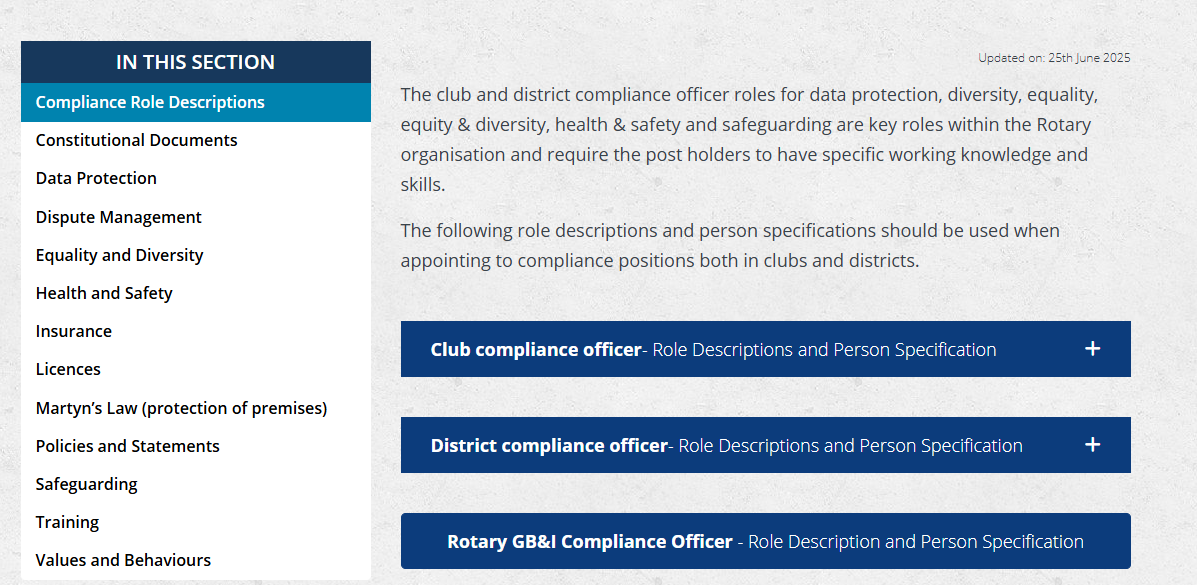 IN THIS SECTION
Compliance Role Descriptions
Constitutional Documents
Data Protection
Dispute Management
Equality and Diversity
Health and Safety
Insurance
Licences
Martyn’s Law (protection of premises)
Policies and Statements
Safeguarding
Training
Values and Behaviours
Updated on: 25th June 2025
The club and district compliance officer roles for data protection, diversity, equality,
equity & diversity, health & safety and safeguarding are key roles within the Rotary
organisation and require the post holders to have specific working knowledge and
skills.
The following role descriptions and person specifications should be used when
appointing to compliance positions both in clubs and districts.
Club compliance officer- Role Descriptions and Person Specification +
District compliance officer- Role Descriptions and Person Specification +
Rotary GB&I Compliance Officer - Role Description and Person Specification